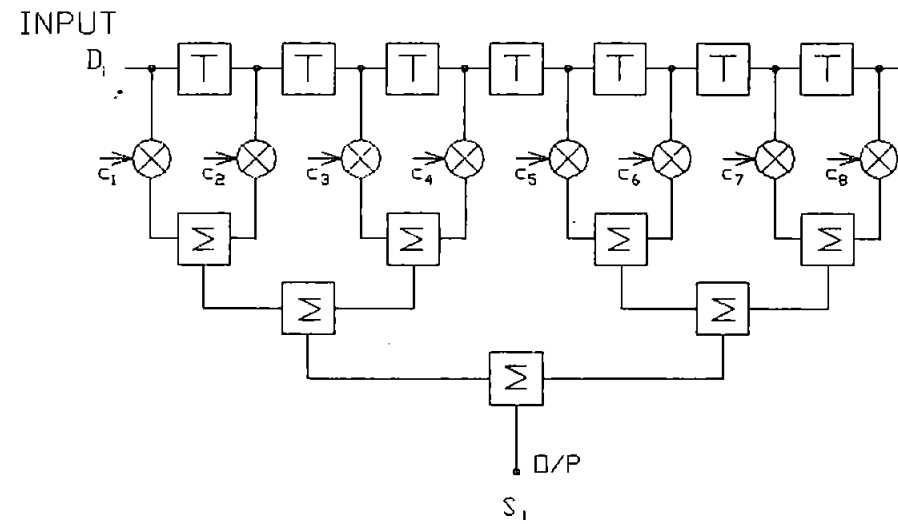 INPUT
Dᵢ T T T T T T T
c₁ c₂ c₃ c₄ c₅ c₆ c₇ c₈
Σ Σ Σ Σ
Σ Σ
Σ
O/P
S₁